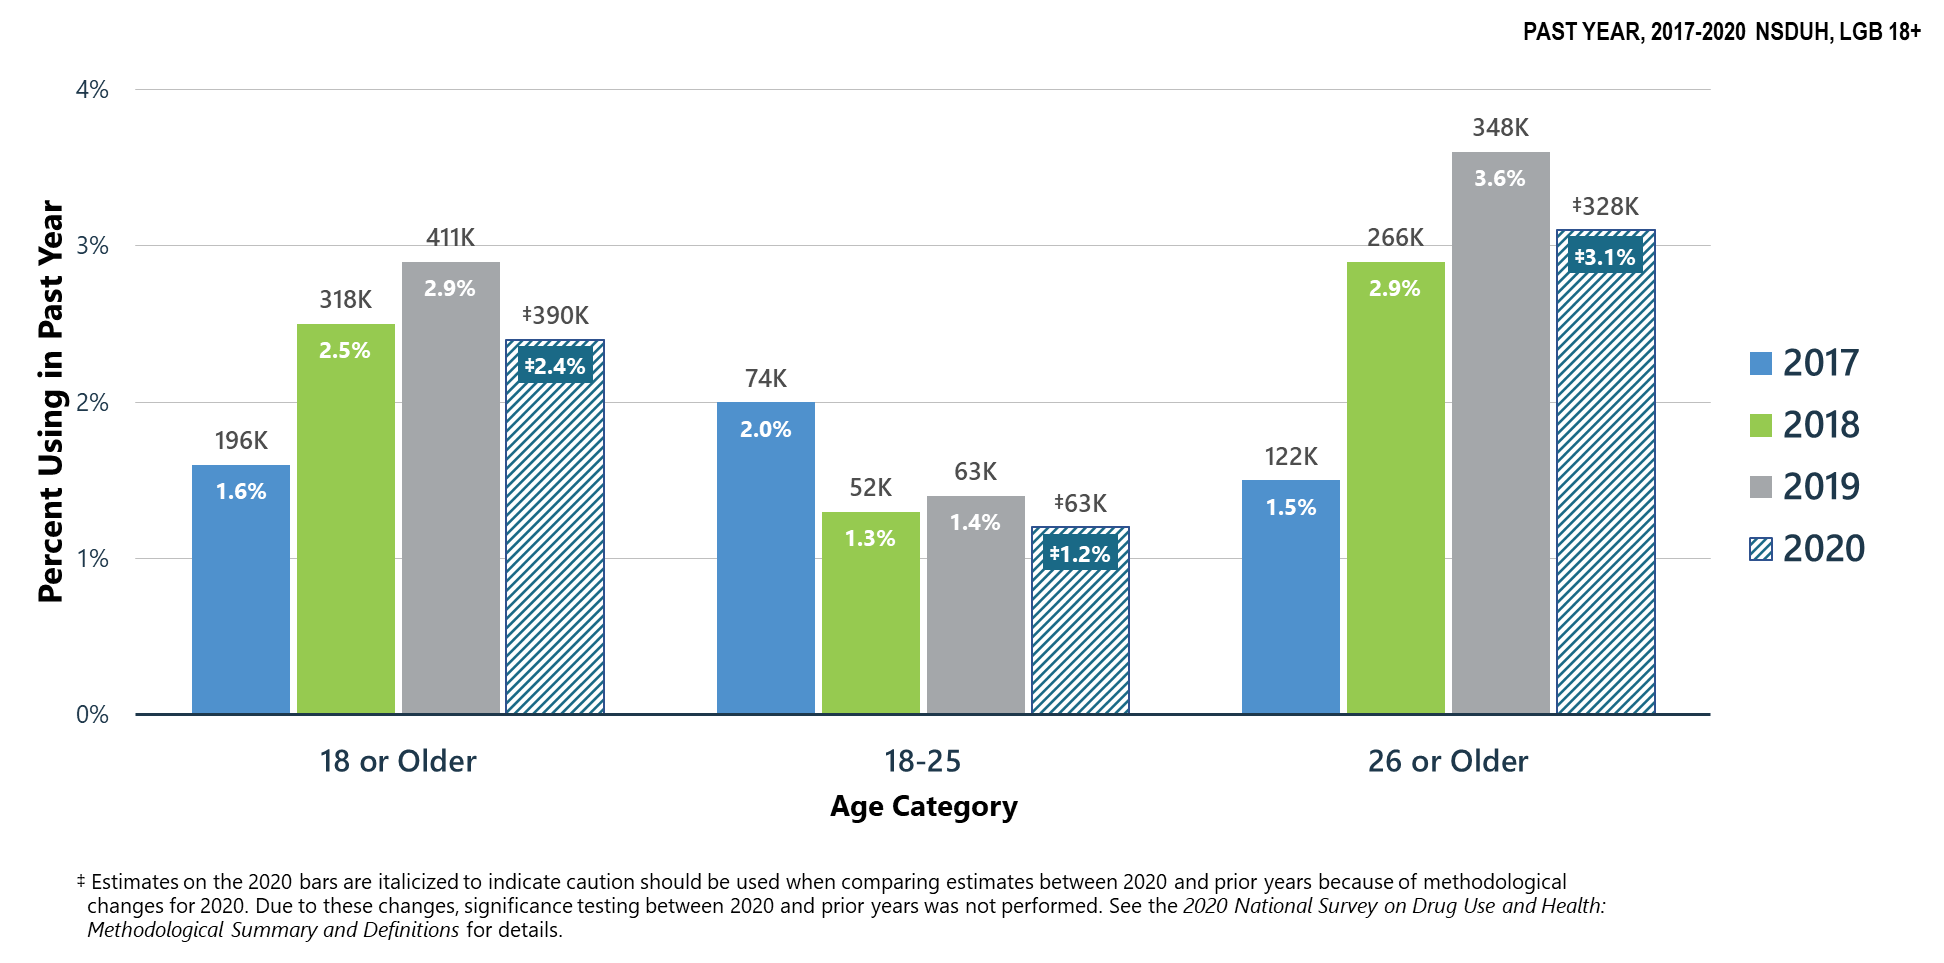 PAST YEAR, 2017-2020 NSDUH, LGB 18+
Percent Using in Past Year
4%
3%
2%
1%
0%
196K
1.6%
318K
2.5%
411K
2.9%
‡390K
‡2.4%
74K
2.0%
52K
1.3%
63K
1.4%
‡63K
‡1.2%
122K
1.5%
266K
2.9%
348K
3.6%
‡328K
‡3.1%
2017
2018
2019
2020
18 or Older
18-25
26 or Older
Age Category
‡ Estimates on the 2020 bars are italicized to indicate caution should be used when comparing estimates between 2020 and prior years because of methodological
changes for 2020. Due to these changes, significance testing between 2020 and prior years was not performed. See the 2020 National Survey on Drug Use and Health:
Methodological Summary and Definitions for details.